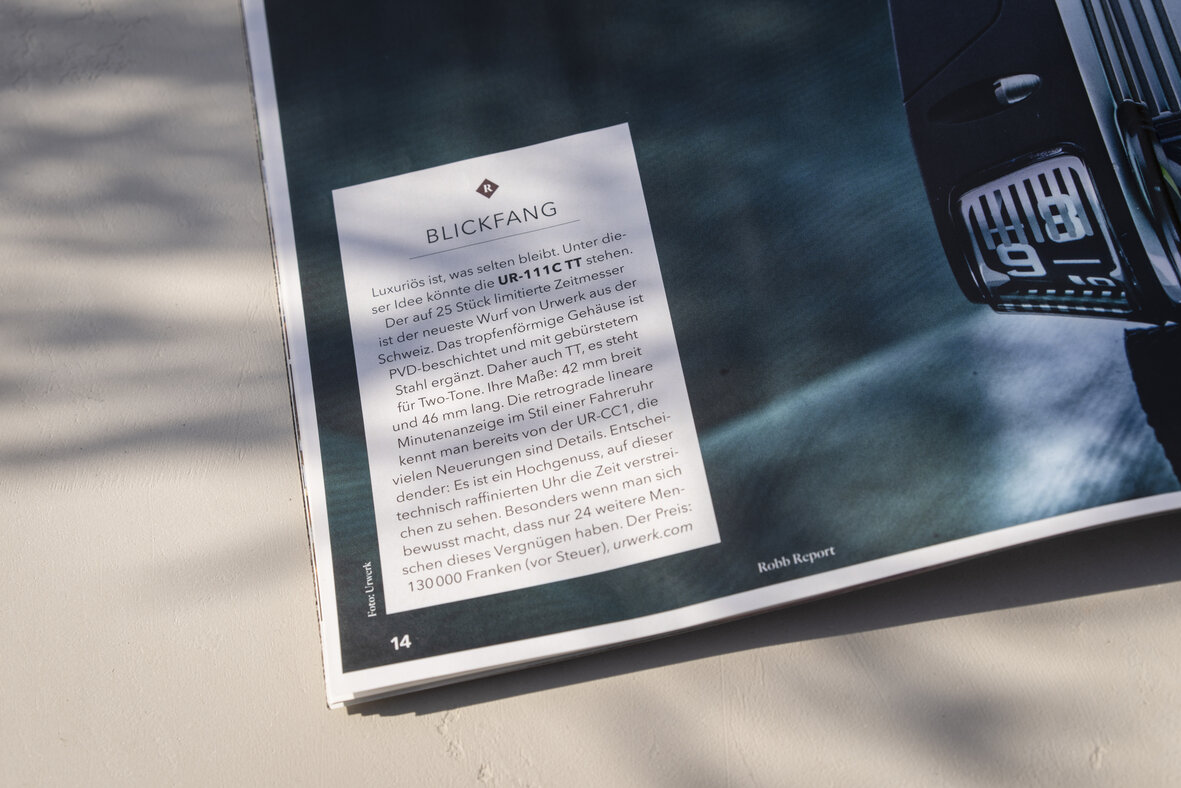 R
BLICKFANG
Luxuriös ist, was selten bleibt. Unter die-
ser Idee könnte die UR-111C TT stehen.
Der auf 25 Stück limitierte Zeitmesser
ist der neueste Wurf von Urwerk aus der
Schweiz. Das tropfenförmige Gehäuse ist
PVD-beschichtet und mit gebürstetem
Stahl ergänzt. Daher auch TT, es steht
für Two-Tone. Ihre Maße: 42 mm breit
und 46 mm lang. Die retrograde lineare
Minutenanzeige im Stil einer Fahreruhr
kennt man bereits von der UR-CC1, die
vielen Neuerungen sind Details. Entschei-
dender: Es ist ein Hochgenuss, auf dieser
technisch raffinierten Uhr die Zeit verstrei-
chen zu sehen. Besonders wenn man sich
bewusst macht, dass nur 24 weitere Men-
schen dieses Vergnügen haben. Der Preis:
130 000 Franken (vor Steuer), urwerk.com
Foto: Urwerk
14
Robb Report
8
9
10